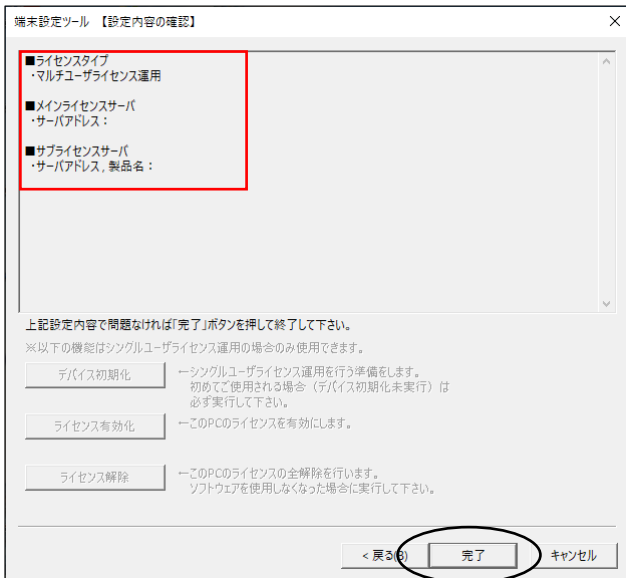 端末設定ツール 【設定内容の確認】
■ライセンスタイプ
・マルチユーザライセンス運用
■メインライセンスサーバ
・サーバアドレス：
■サブライセンスサーバ
・サーバアドレス, 製品名：
上記設定内容で問題なければ「完了」ボタンを押して終了して下さい。
※以下の機能はシングルユーザライセンス運用の場合のみ使用できます。
デバイス初期化
←シングルユーザライセンス運用を行う準備をします。
初めてご使用される場合（デバイス初期化未実行）は
必ず実行して下さい。
ライセンス有効化
←このPCのライセンスを有効にします。
ライセンス解除
←このPCのライセンスの全解除を行います。
ソフトウェアを使用しなくなった場合に実行して下さい。
< 戻る(B)
完了
キャンセル